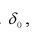 . δ₀ ,